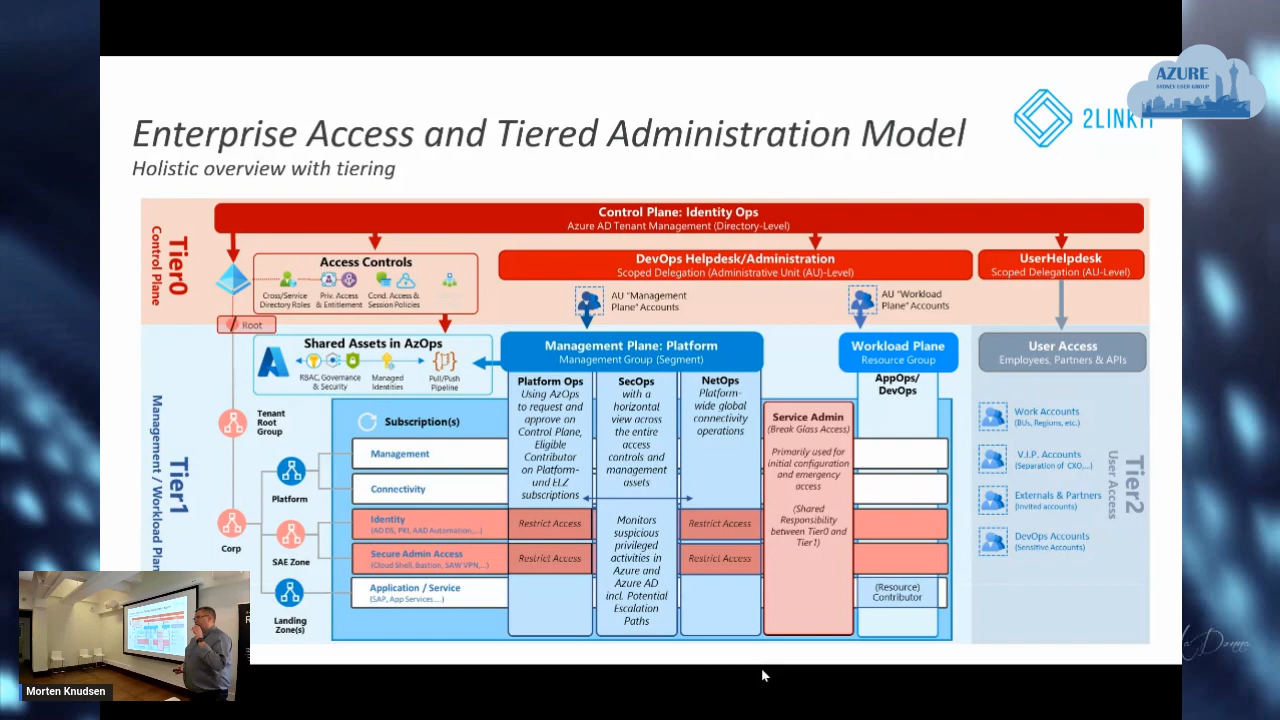 AZURE
SYDNEY USER GROUP
2LINKIT
Enterprise Access and Tiered Administration Model
Holistic overview with tiering
Tier0
Control Plane
Control Plane: Identity Ops
Azure AD Tenant Management (Directory-Level)
Access Controls
Cross/Service
Directory Roles
Priv. Access
& Entitlement
Cond. Access &
Session Policies
DevOps Helpdesk/Administration
Scoped Delegation (Administrative Unit (AU)-Level)
UserHelpdesk
Scoped Delegation (AU-Level)
AU "Management
Plane" Accounts
AU "Workload
Plane" Accounts
Root
Shared Assets in AzOps
RBAC, Governance
& Security
Managed
Identities
Pull/Push
Pipeline
Management Plane: Platform
Management Group (Segment)
Workload Plane
Resource Group
User Access
Employees, Partners & APIs
Tier1
Management / Workload Plan
Tenant
Root
Group
Platform
Corp
SAE Zone
Landing
Zone(s)
Subscription(s)
Management
Connectivity
Identity
(AD DS, PKI, AAD Automation,...)
Secure Admin Access
(Cloud Shell, Bastion, SAW VPN,...)
Application / Service
(SAP, App Services...)
Platform Ops
Using AzOps
to request and
approve on
Control Plane,
Eligible
Contributor
on Platform-
und ELZ
subscriptions
Restrict Access
Restrict Access
SecOps
with a
horizontal
view across
the entire
access
controls and
management
assets
Monitors
suspicious
privileged
activities in
Azure and
Azure AD
incl. Potential
Escalation
Paths
NetOps
Platform-
wide global
connectivity
operations
Restrict Access
Restrict Access
Service Admin
(Break Glass Access)
Primarily used for
initial configuration
and emergency
access
(Shared
Responsibility
between Tier0 and
Tier1)
AppOps/
DevOps
(Resource)
Contributor
Work Accounts
(BUs, Regions, etc.)
V.I.P. Accounts
(Separation of CXO,...)
Externals & Partners
(Invited accounts)
DevOps Accounts
(Sensitive Accounts)
Tier2
User Access
Morten Knudsen